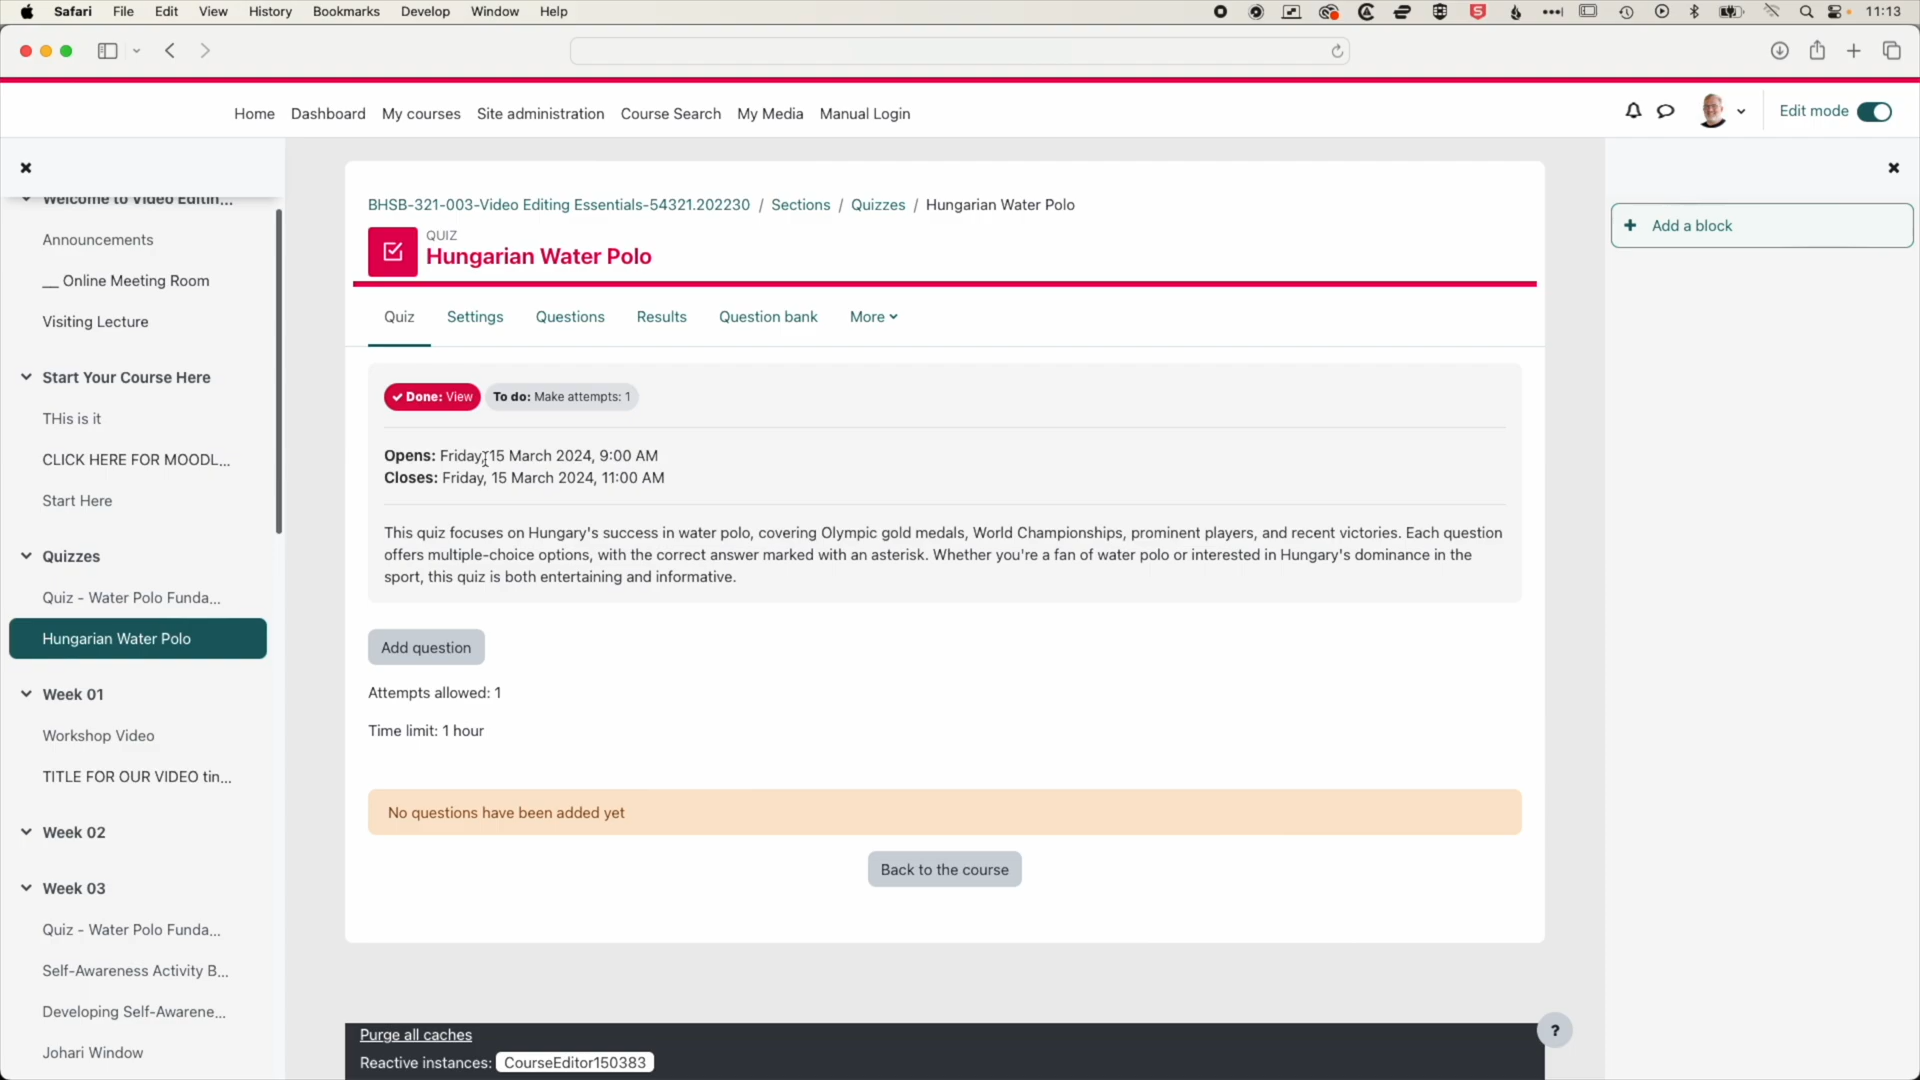 Safari File Edit View History Bookmarks Develop Window Help 11:13
Home Dashboard My courses Site administration Course Search My Media Manual Login Edit mode
Welcome to Video Editin...
Announcements
__ Online Meeting Room
Visiting Lecture
Start Your Course Here
THis is it
CLICK HERE FOR MOODL...
Start Here
Quizzes
Quiz - Water Polo Funda...
Hungarian Water Polo
Week 01
Workshop Video
TITLE FOR OUR VIDEO tin...
Week 02
Week 03
Quiz - Water Polo Funda...
Self-Awareness Activity B...
Developing Self-Awarene...
Johari Window
BHSB-321-003-Video Editing Essentials-54321.202230 / Sections / Quizzes / Hungarian Water Polo
QUIZ
Hungarian Water Polo
Quiz Settings Questions Results Question bank More
Done: View To do: Make attempts: 1
Opens: Friday, 15 March 2024, 9:00 AM
Closes: Friday, 15 March 2024, 11:00 AM
This quiz focuses on Hungary's success in water polo, covering Olympic gold medals, World Championships, prominent players, and recent victories. Each question
offers multiple-choice options, with the correct answer marked with an asterisk. Whether you're a fan of water polo or interested in Hungary's dominance in the
sport, this quiz is both entertaining and informative.
Add question
Attempts allowed: 1
Time limit: 1 hour
No questions have been added yet
Back to the course
Purge all caches
Reactive instances: CourseEditor150383
?
+ Add a block